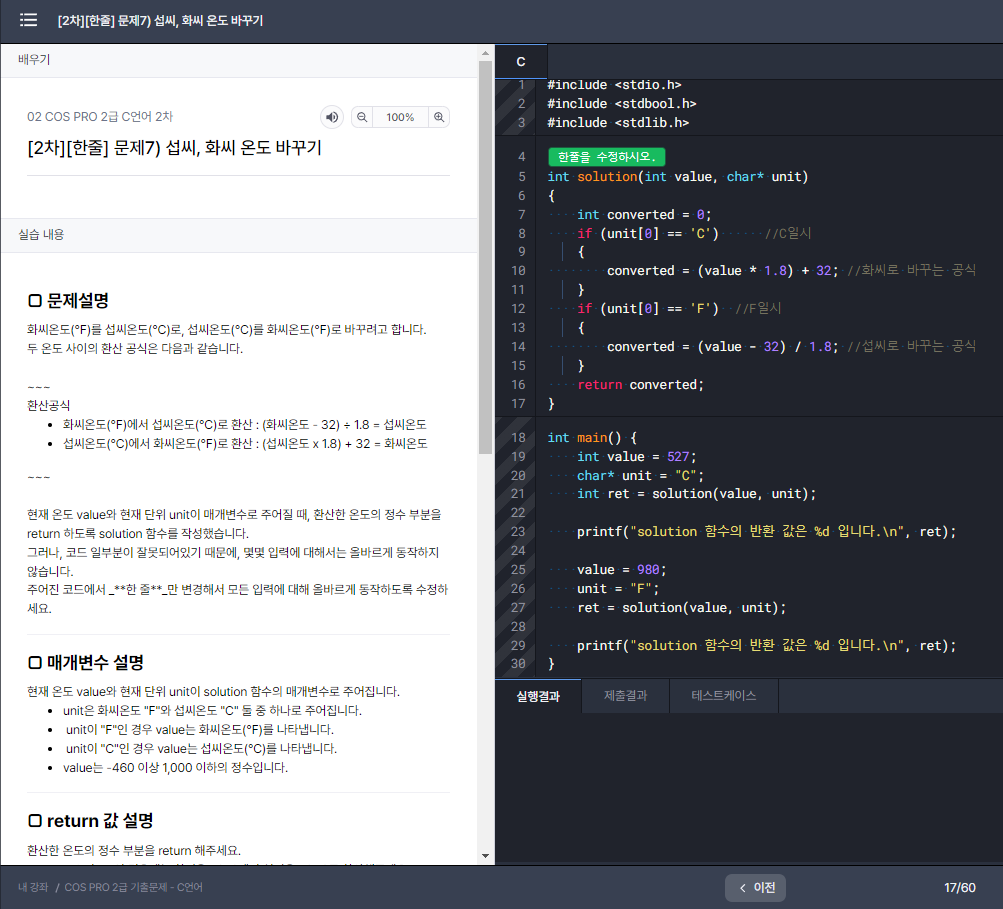 [2차][한줄] 문제7) 섭씨, 화씨 온도 바꾸기
배우기
02 COS PRO 2급 C언어 2차
100%
[2차][한줄] 문제7) 섭씨, 화씨 온도 바꾸기
실습 내용
문제설명
화씨온도(°F)를 섭씨온도(°C)로, 섭씨온도(°C)를 화씨온도(°F)로 바꾸려고 합니다.
두 온도 사이의 환산 공식은 다음과 같습니다.
~~~
환산공식
• 화씨온도(°F)에서 섭씨온도(°C)로 환산 : (화씨온도 - 32) ÷ 1.8 = 섭씨온도
• 섭씨온도(°C)에서 화씨온도(°F)로 환산 : (섭씨온도 x 1.8) + 32 = 화씨온도
~~~
현재 온도 value와 현재 단위 unit이 매개변수로 주어질 때, 환산한 온도의 정수 부분을
return 하도록 solution 함수를 작성했습니다.
그러나, 코드 일부분이 잘못되어있기 때문에, 몇몇 입력에 대해서는 올바르게 동작하지
않습니다.
주어진 코드에서 _**한 줄**_만 변경해서 모든 입력에 대해 올바르게 동작하도록 수정하
세요.
매개변수 설명
현재 온도 value와 현재 단위 unit이 solution 함수의 매개변수로 주어집니다.
• unit은 화씨온도 "F"와 섭씨온도 "C" 둘 중 하나로 주어집니다.
• unit이 "F"인 경우 value는 화씨온도(°F)를 나타냅니다.
• unit이 "C"인 경우 value는 섭씨온도(°C)를 나타냅니다.
• value는 -460 이상 1,000 이하의 정수입니다.
return 값 설명
환산한 온도의 정수 부분을 return 해주세요.
C
1 #include <stdio.h>
2 #include <stdbool.h>
3 #include <stdlib.h>
4 한줄을 수정하시오.
5 int solution(int value, char* unit)
6 {
7 int converted = 0;
8 if (unit[0] == 'C') //C일시
9 {
10 converted = (value * 1.8) + 32; //화씨로 바꾸는 공식
11 }
12 if (unit[0] == 'F') //F일시
13 {
14 converted = (value - 32) / 1.8; //섭씨로 바꾸는 공식
15 }
16 return converted;
17 }
18 int main() {
19 int value = 527;
20 char* unit = "C";
21 int ret = solution(value, unit);
22
23 printf("solution 함수의 반환 값은 %d 입니다.\n", ret);
24
25 value = 980;
26 unit = "F";
27 ret = solution(value, unit);
28
29 printf("solution 함수의 반환 값은 %d 입니다.\n", ret);
30 }
실행결과 제출결과 테스트케이스
내 강좌 / COS PRO 2급 기출문제 - C언어
< 이전
17/60